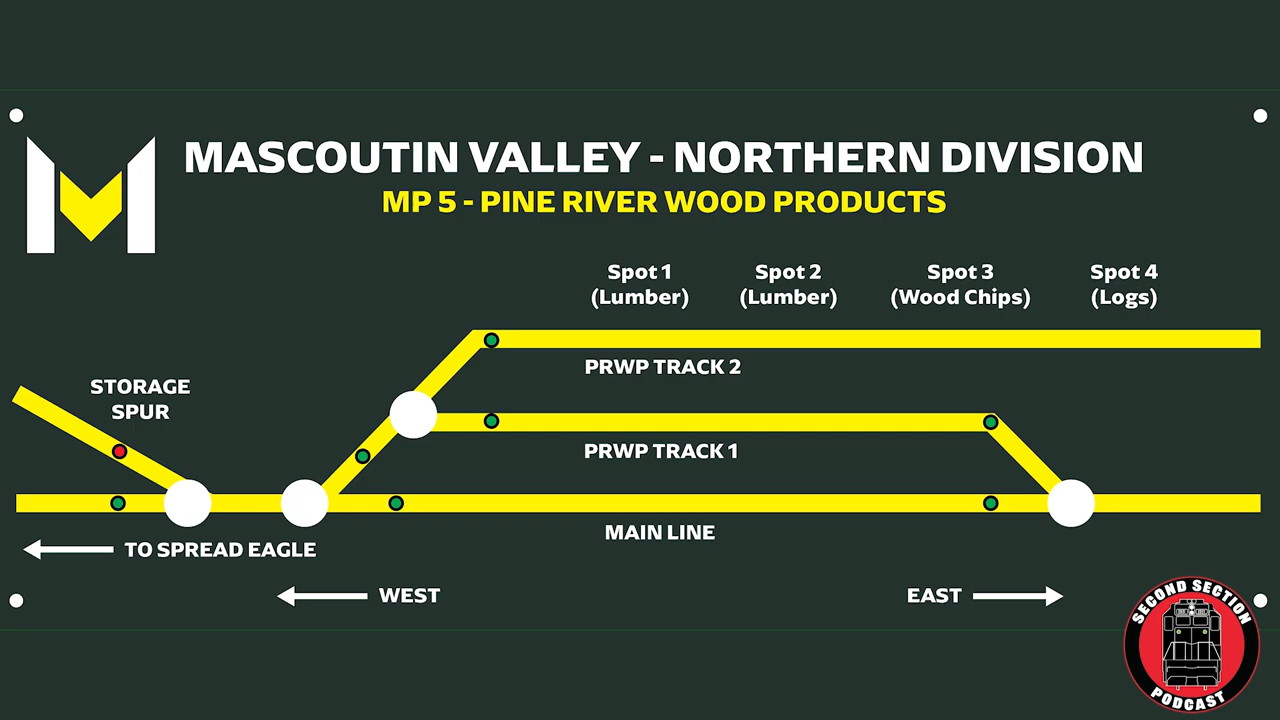 MASCOUTIN VALLEY - NORTHERN DIVISION
MP 5 - PINE RIVER WOOD PRODUCTS
Spot 1
(Lumber)
Spot 2
(Lumber)
Spot 3
(Wood Chips)
Spot 4
(Logs)
PRWP TRACK 2
STORAGE
SPUR
PRWP TRACK 1
MAIN LINE
TO SPREAD EAGLE
WEST
EAST
SECOND SECTION
PODCAST